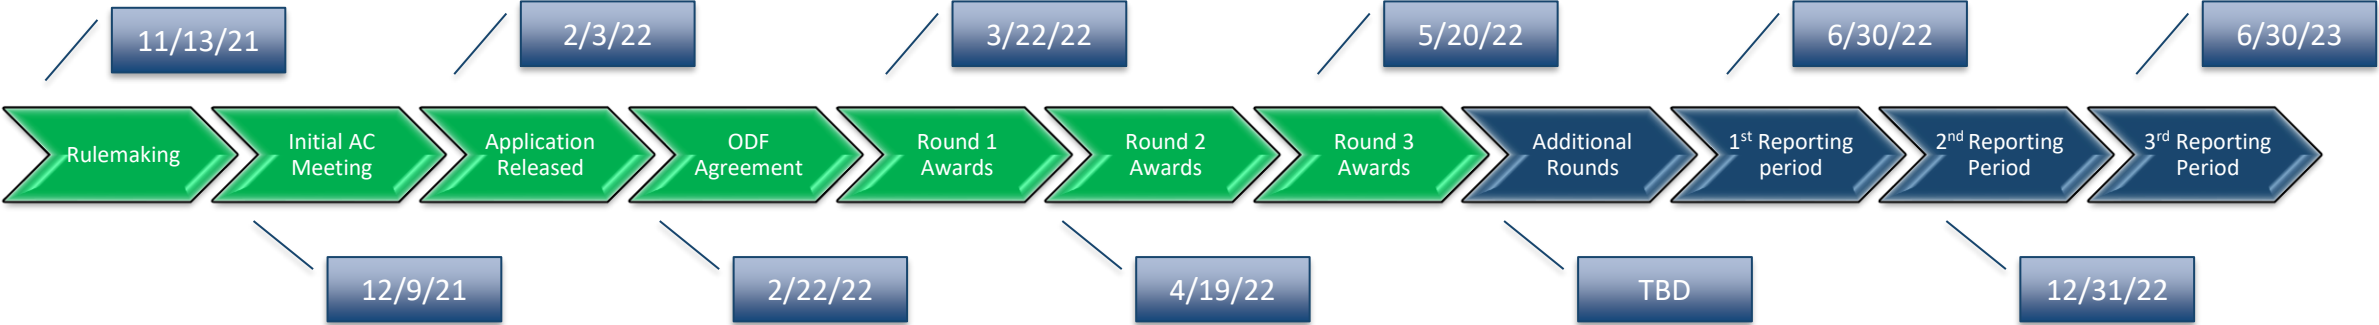 11/13/21
2/3/22
3/22/22
5/20/22
6/30/22
6/30/23
Rulemaking
Initial AC
Meeting
Application
Released
ODF
Agreement
Round 1
Awards
Round 2
Awards
Round 3
Awards
Additional
Rounds
1st Reporting
period
2nd Reporting
Period
3rd Reporting
Period
12/9/21
2/22/22
4/19/22
TBD
12/31/22